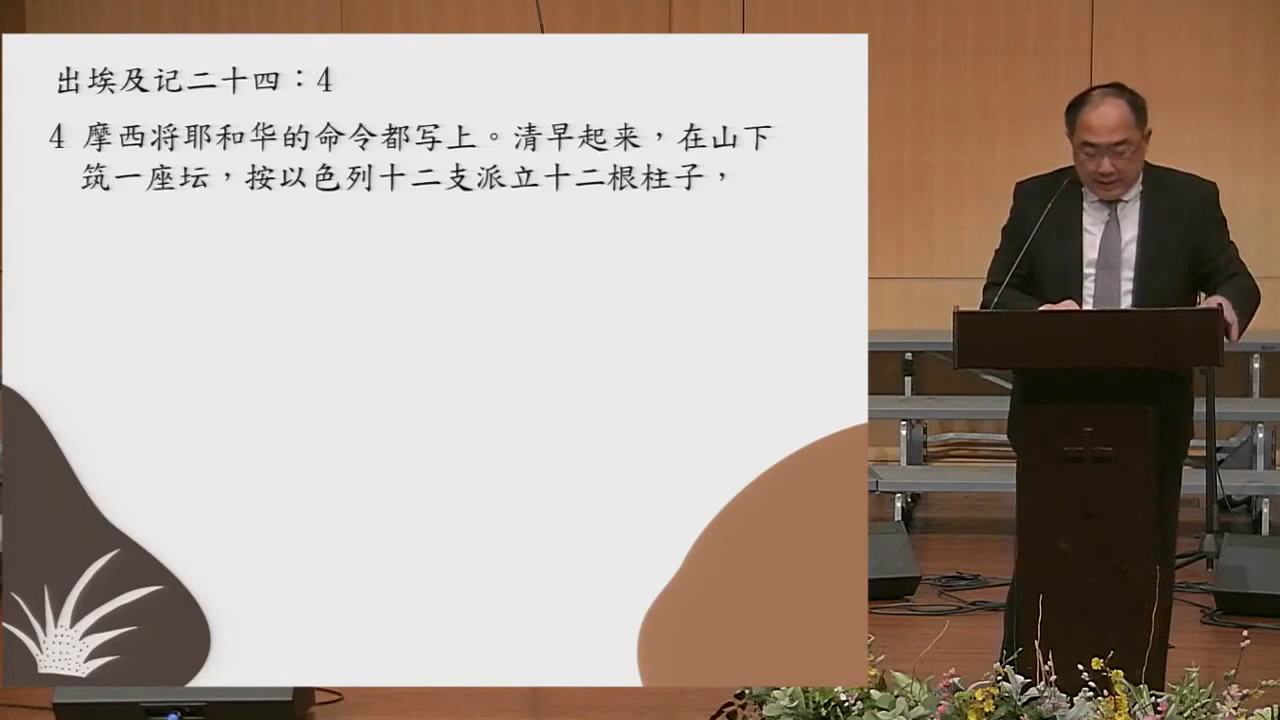 出埃及记二十四：4
4 摩西将耶和华的命令都写上。清早起来，在山下
筑一座坛，按以色列十二支派立十二根柱子，